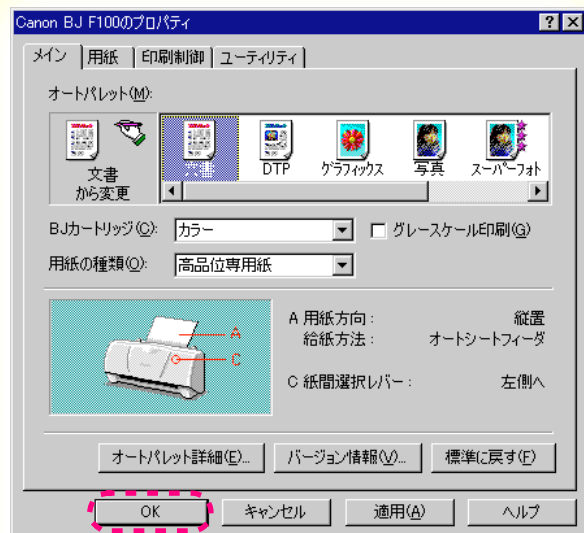 Canon BJ F100のプロパティ
メイン 用紙 印刷制御 ユーティリティ
オートパレット(M):
文書 DTP グラフィックス 写真 スーパーフォト
文書
から変更
BJカートリッジ(C): カラー グレースケール印刷(G)
用紙の種類(O): 高品位専用紙
A 用紙方向: 縦置
給紙方法: オートシートフィーダ
A
C
C 紙間選択レバー: 左側へ
オートパレット詳細(E)... バージョン情報(V)... 標準に戻す(F)
OK キャンセル 適用(A) ヘルプ